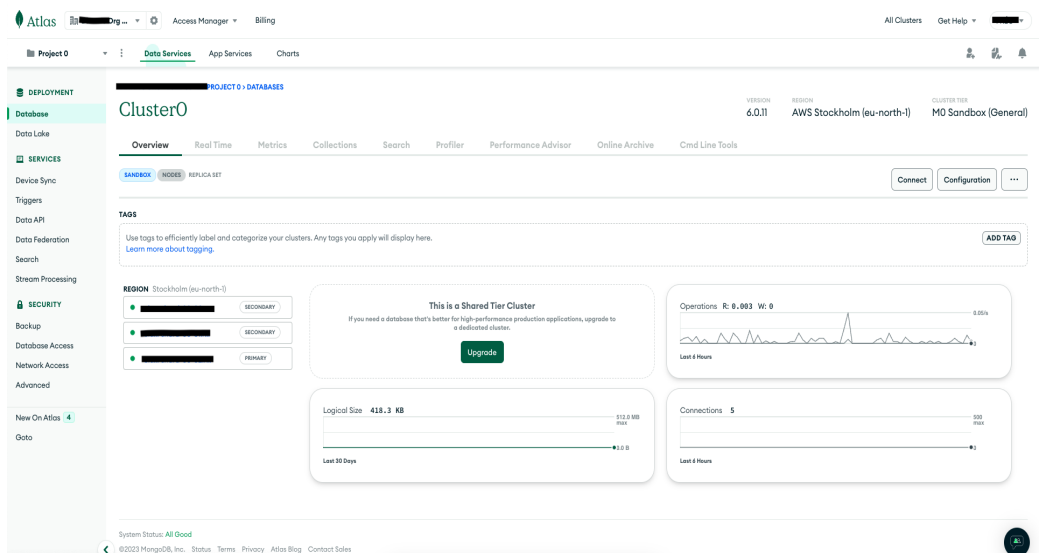 Atlas
Org ...
Access Manager
Billing
All Clusters
Get Help
Project 0
Data Services
App Services
Charts
DEPLOYMENT
Database
Data Lake
SERVICES
Device Sync
Triggers
Data API
Data Federation
Search
Stream Processing
SECURITY
Backup
Database Access
Network Access
Advanced
New On Atlas 4
Goto
PROJECT 0 > DATABASES
Cluster0
VERSION
6.0.11
REGION
AWS Stockholm (eu-north-1)
CLUSTER TIER
M0 Sandbox (General)
Overview
Real Time
Metrics
Collections
Search
Profiler
Performance Advisor
Online Archive
Cmd Line Tools
SANDBOX
NODES
REPLICA SET
Connect
Configuration
...
TAGS
Use tags to efficiently label and categorize your clusters. Any tags you apply will display here.
Learn more about tagging.
ADD TAG
REGION Stockholm (eu-north-1)
SECONDARY
SECONDARY
PRIMARY
This is a Shared Tier Cluster
If you need a database that's better for high-performance production applications, upgrade to
a dedicated cluster.
Upgrade
Operations R: 0.003 W: 0
0.05/s
Last 6 Hours
Logical Size 418.3 KB
512.0 MB
max
0.0 B
Last 30 Days
Connections 5
500
max
0
Last 6 Hours
System Status: All Good
©2023 MongoDB, Inc. Status Terms Privacy Atlas Blog Contact Sales